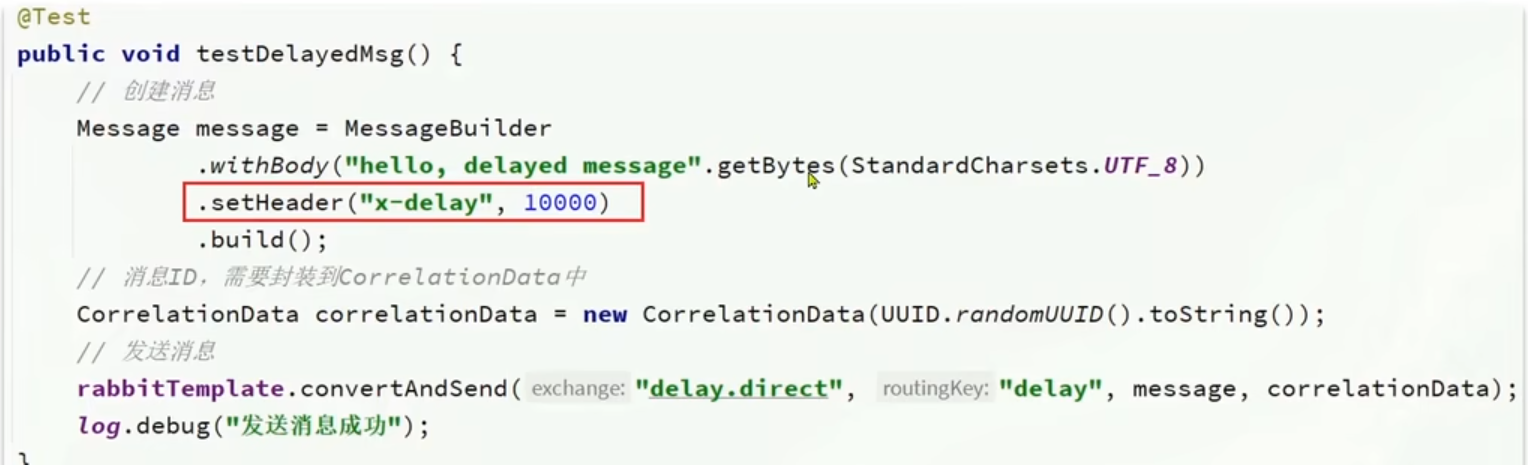 @Test
public void testDelayedMsg() {
// 创建消息
Message message = MessageBuilder
.withBody("hello, delayed message".getBytes(StandardCharsets.UTF_8))
.setHeader("x-delay", 10000)
.build();
// 消息ID，需要封装到CorrelationData中
CorrelationData correlationData = new CorrelationData(UUID.randomUUID().toString());
// 发送消息
rabbitTemplate.convertAndSend( exchange: "delay.direct", routingKey: "delay", message, correlationData);
log.debug("发送消息成功");
}